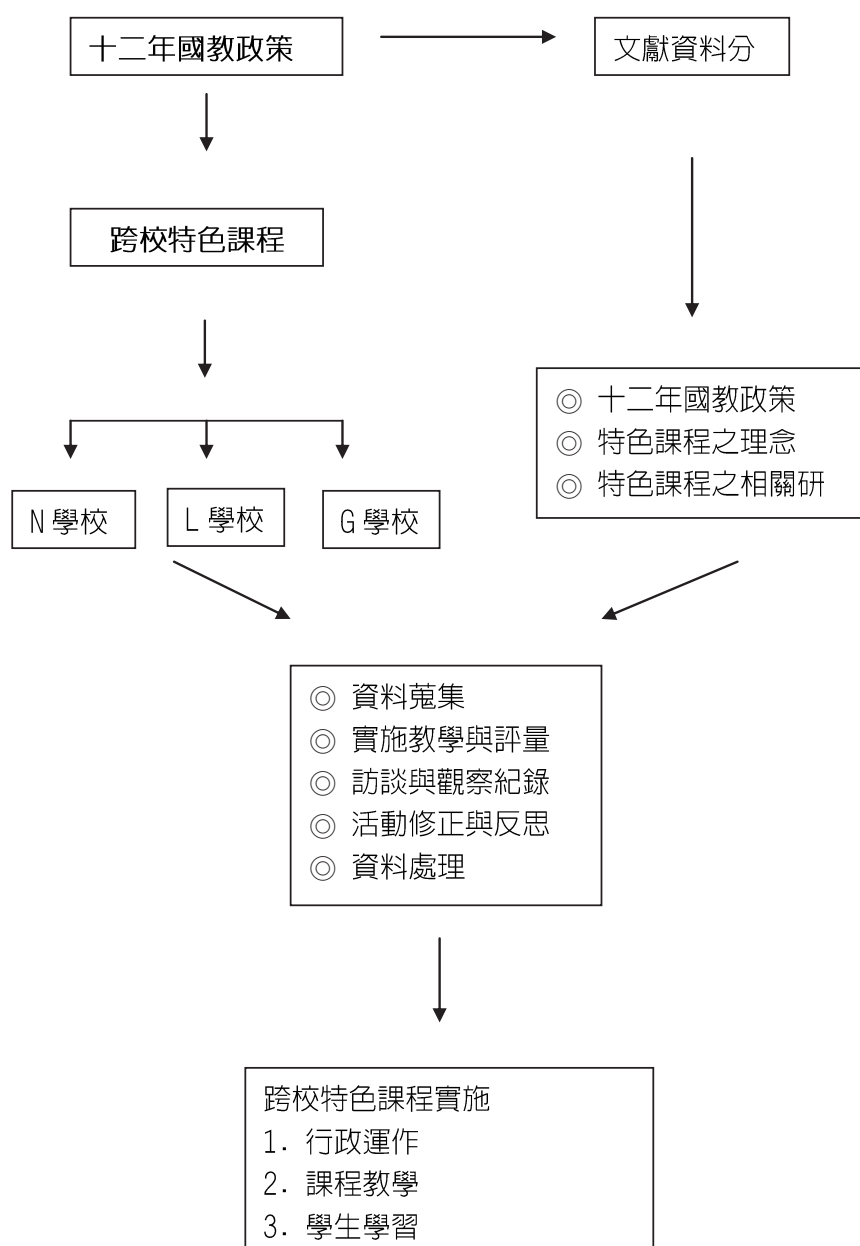 十二年國教政策
文獻資料分
跨校特色課程
◎ 十二年國教政策
◎ 特色課程之理念
◎ 特色課程之相關研
N學校
L學校
G學校
◎ 資料蒐集
◎ 實施教學與評量
◎ 訪談與觀察紀錄
◎ 活動修正與反思
◎ 資料處理
跨校特色課程實施
1. 行政運作
2. 課程教學
3. 學生學習